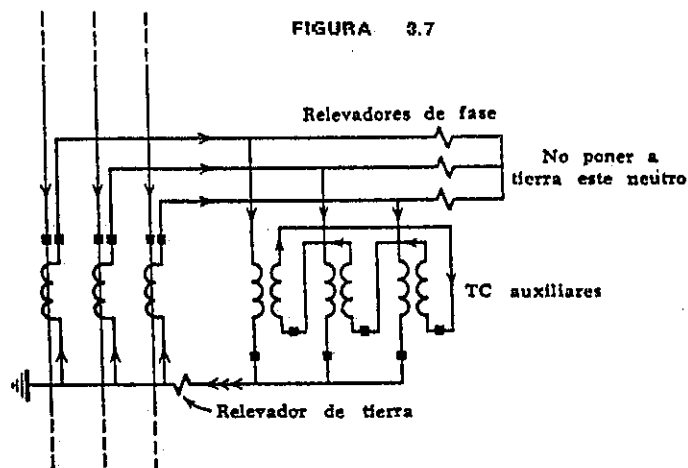 FIGURA 3.7
Relevadores de fase
No poner a
tierra este neutro
TC auxiliares
Relevador de tierra